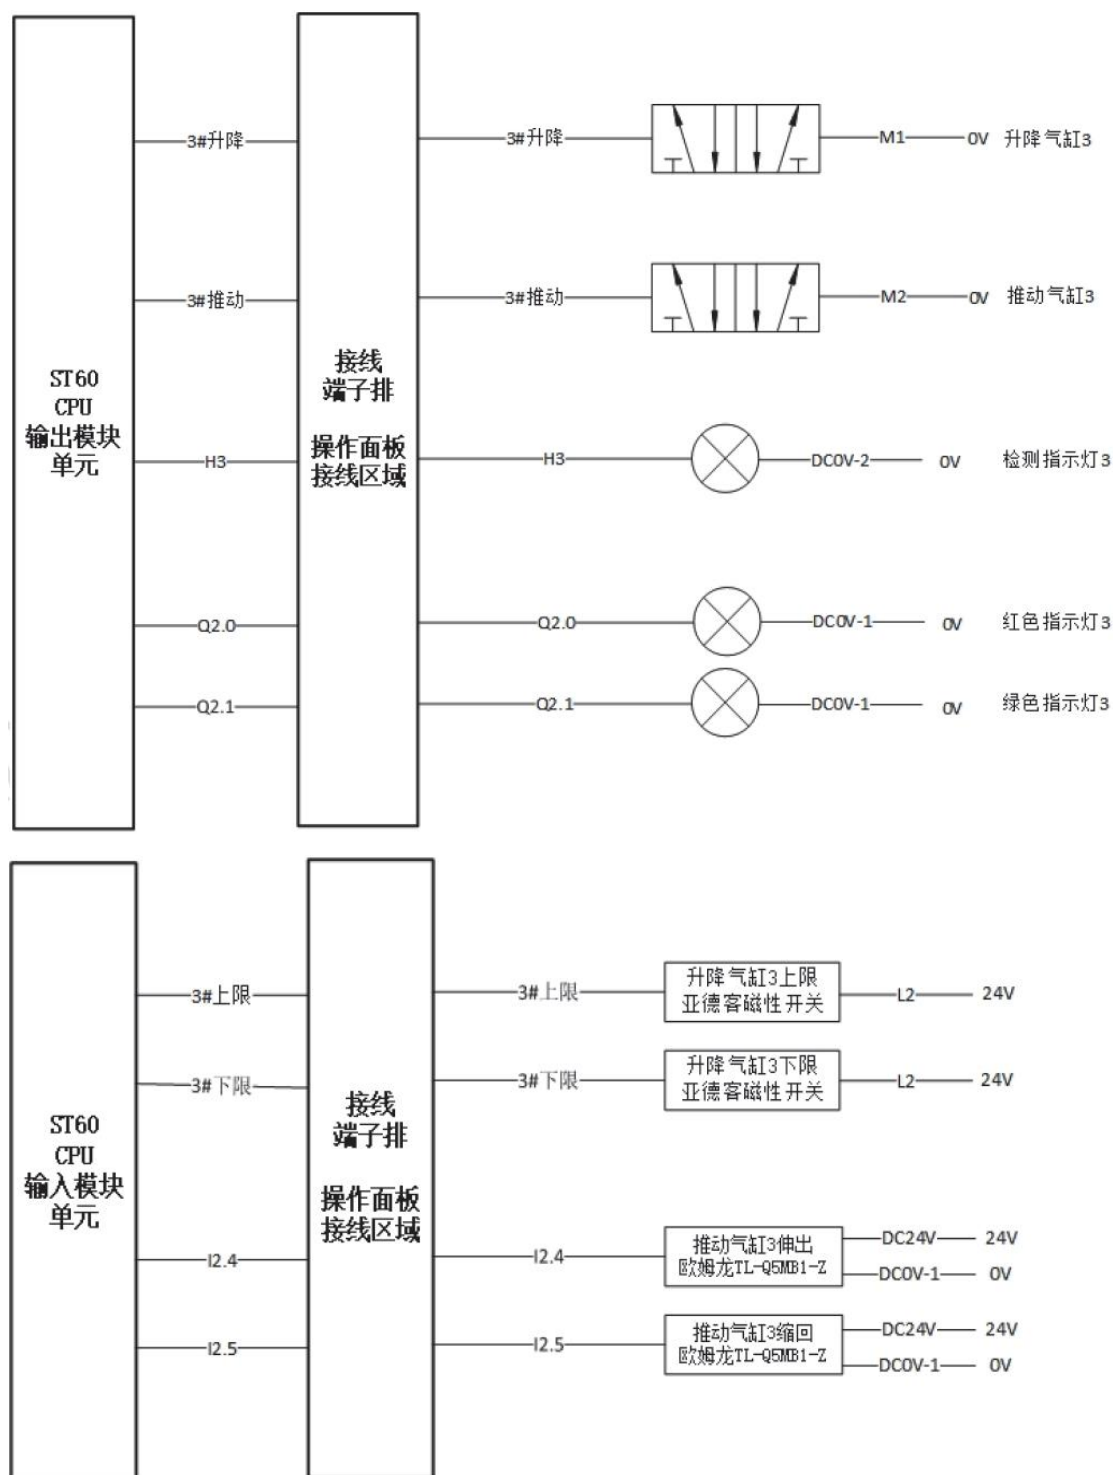 3#升降
3#升降
M1
0V
升降气缸3
3#推动
3#推动
M2
0V
推动气缸3
ST60
CPU
输出模块
单元
接线
端子排
操作面板
接线区域
H3
H3
DC0V-2
0V
检测指示灯3
Q2.0
Q2.0
DC0V-1
0V
红色指示灯3
Q2.1
Q2.1
DC0V-1
0V
绿色指示灯3
3#上限
3#上限
升降气缸3上限
亚德客磁性开关
L2
24V
3#下限
3#下限
升降气缸3下限
亚德客磁性开关
L2
24V
ST60
CPU
输入模块
单元
接线
端子排
操作面板
接线区域
I2.4
I2.4
推动气缸3伸出
欧姆龙TL-Q5MB1-Z
DC24V
24V
DC0V-1
0V
I2.5
I2.5
推动气缸3缩回
欧姆龙TL-Q5MB1-Z
DC24V
24V
DC0V-1
0V